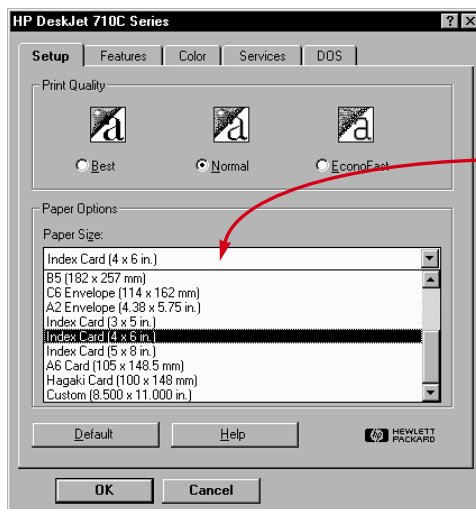 HP DeskJet 710C Series
Setup Features Color Services DOS
Print Quality
a a a
Best Normal EconoFast
Paper Options
Paper Size:
Index Card (4 x 6 in.)
B5 (182 x 257 mm)
C6 Envelope (114 x 162 mm)
A2 Envelope (4.38 x 5.75 in.)
Index Card (3 x 5 in.)
Index Card (4 x 6 in.)
Index Card (5 x 8 in.)
A6 Card (105 x 148.5 mm)
Hagaki Card (100 x 148 mm)
Custom (8.500 x 11.000 in.)
Default Help hp HEWLETT
PACKARD
OK Cancel